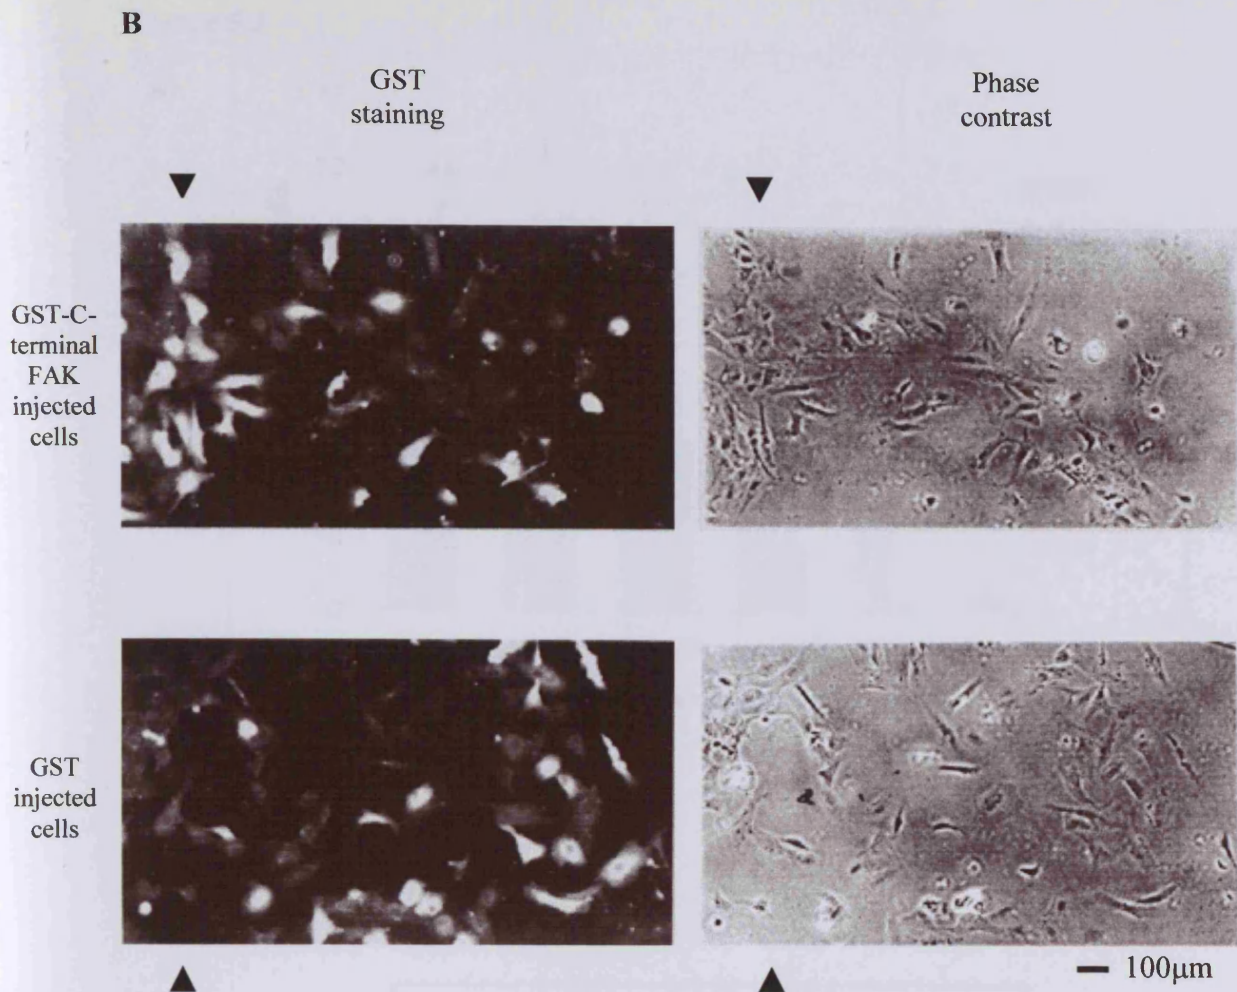 B
GST
staining
Phase
contrast
GST-C-
terminal
FAK
injected
cells
GST
injected
cells
100μm